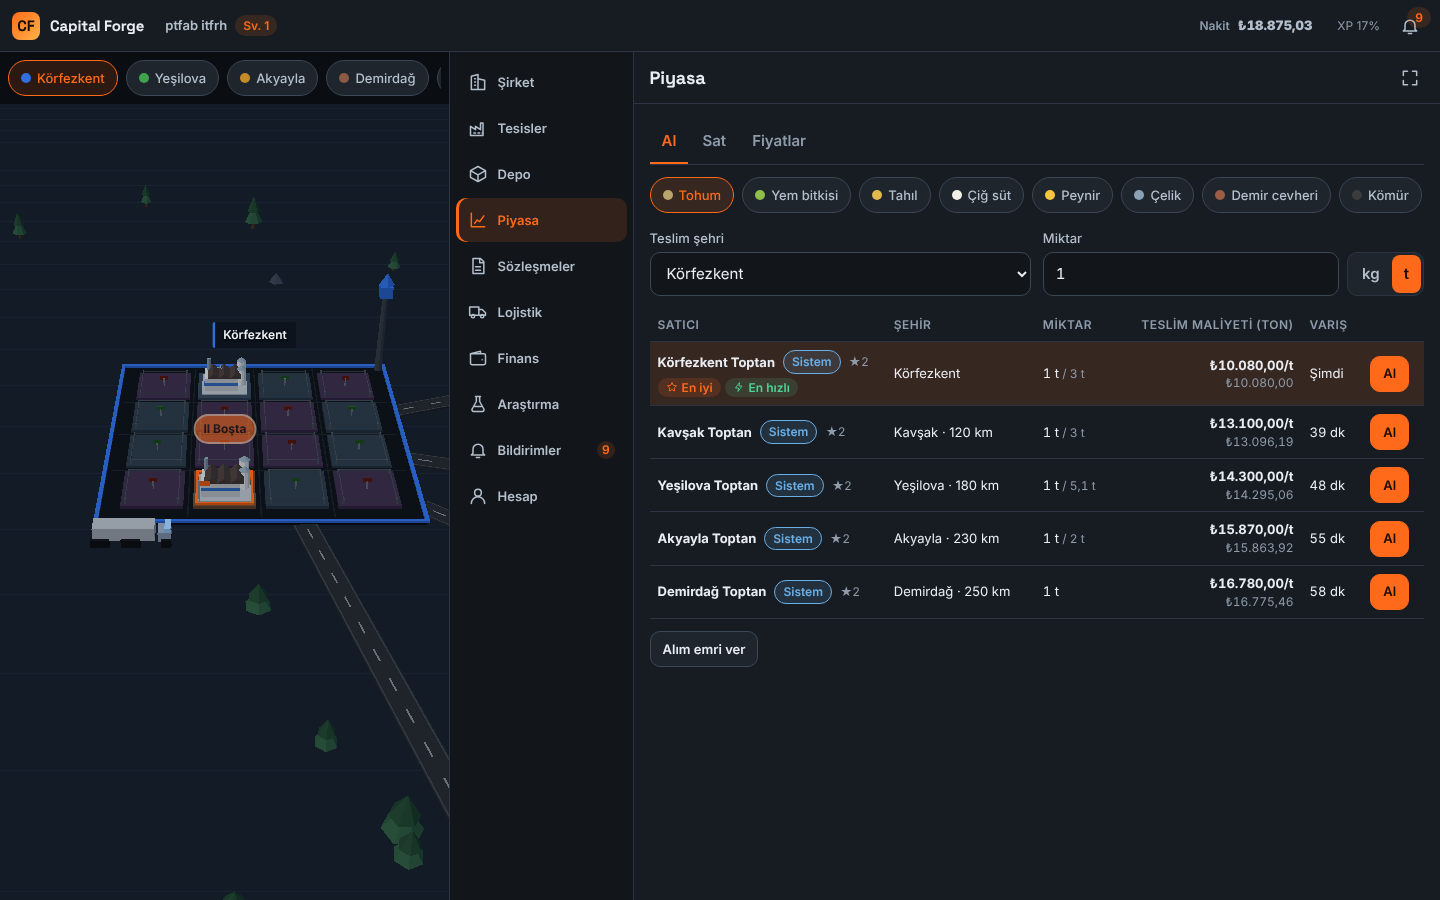 CF Capital Forge ptfab itfrh Sv. 1 Nakit ₺18.875,03 XP 17% 9
Körfezkent Yeşilova Akyayla Demirdağ
Körfezkent
II Boşta
Şirket
Tesisler
Depo
Piyasa
Sözleşmeler
Lojistik
Finans
Araştırma
Bildirimler 9
Hesap
Piyasa
Al Sat Fiyatlar
Tohum Yem bitkisi Tahıl Çiğ süt Peynir Çelik Demir cevheri Kömür
Teslim şehri Miktar
Körfezkent 1 kg t
SATICI ŞEHİR MİKTAR TESLİM MALİYETİ (TON) VARIŞ
Körfezkent Toptan Sistem ★2 Körfezkent 1 t / 3 t ₺10.080,00/t Şimdi Al
En iyi En hızlı ₺10.080,00
Kavşak Toptan Sistem ★2 Kavşak · 120 km 1 t / 3 t ₺13.100,00/t 39 dk Al
₺13.096,19
Yeşilova Toptan Sistem ★2 Yeşilova · 180 km 1 t / 5,1 t ₺14.300,00/t 48 dk Al
₺14.295,06
Akyayla Toptan Sistem ★2 Akyayla · 230 km 1 t / 2 t ₺15.870,00/t 55 dk Al
₺15.863,92
Demirdağ Toptan Sistem ★2 Demirdağ · 250 km 1 t ₺16.780,00/t 58 dk Al
₺16.775,46
Alım emri ver